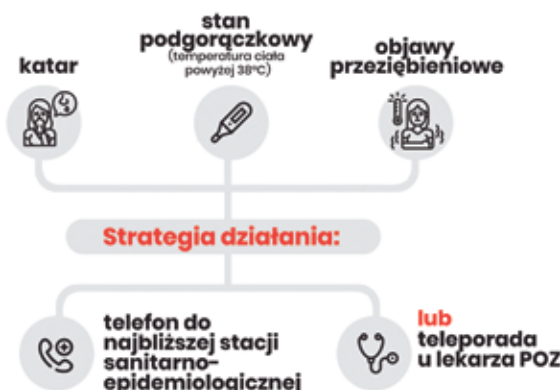 katar
stan
podgorączkowy
(temperatura ciała
powyżej 38°C)
objawy
przeziębieniowe
Strategia działania:
telefon do
najbliższej stacji
sanitarno-
epidemiologicznej
lub
teleporada
u lekarza POZ